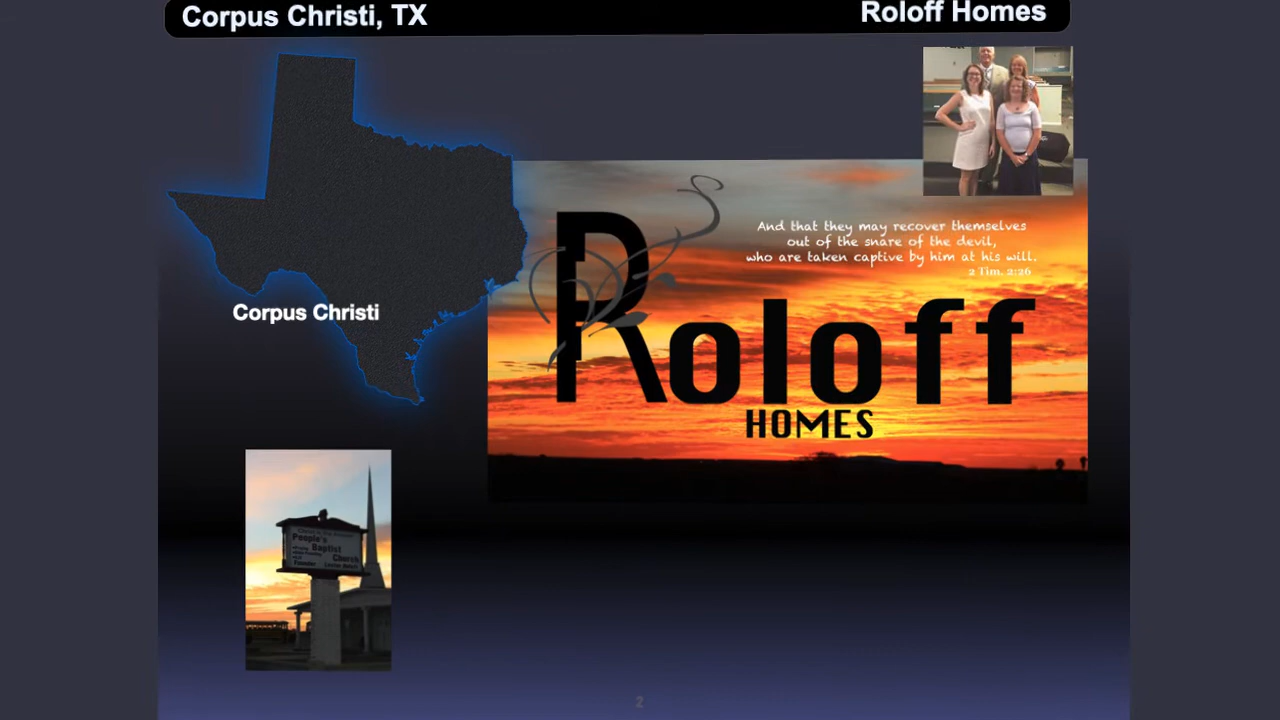 Corpus Christi, TX
Roloff Homes
And that they may recover themselves
out of the snare of the devil,
who are taken captive by him at his will.
2 Tim. 2:26
Roloff
HOMES
Corpus Christi
People's
Baptist
Church
2